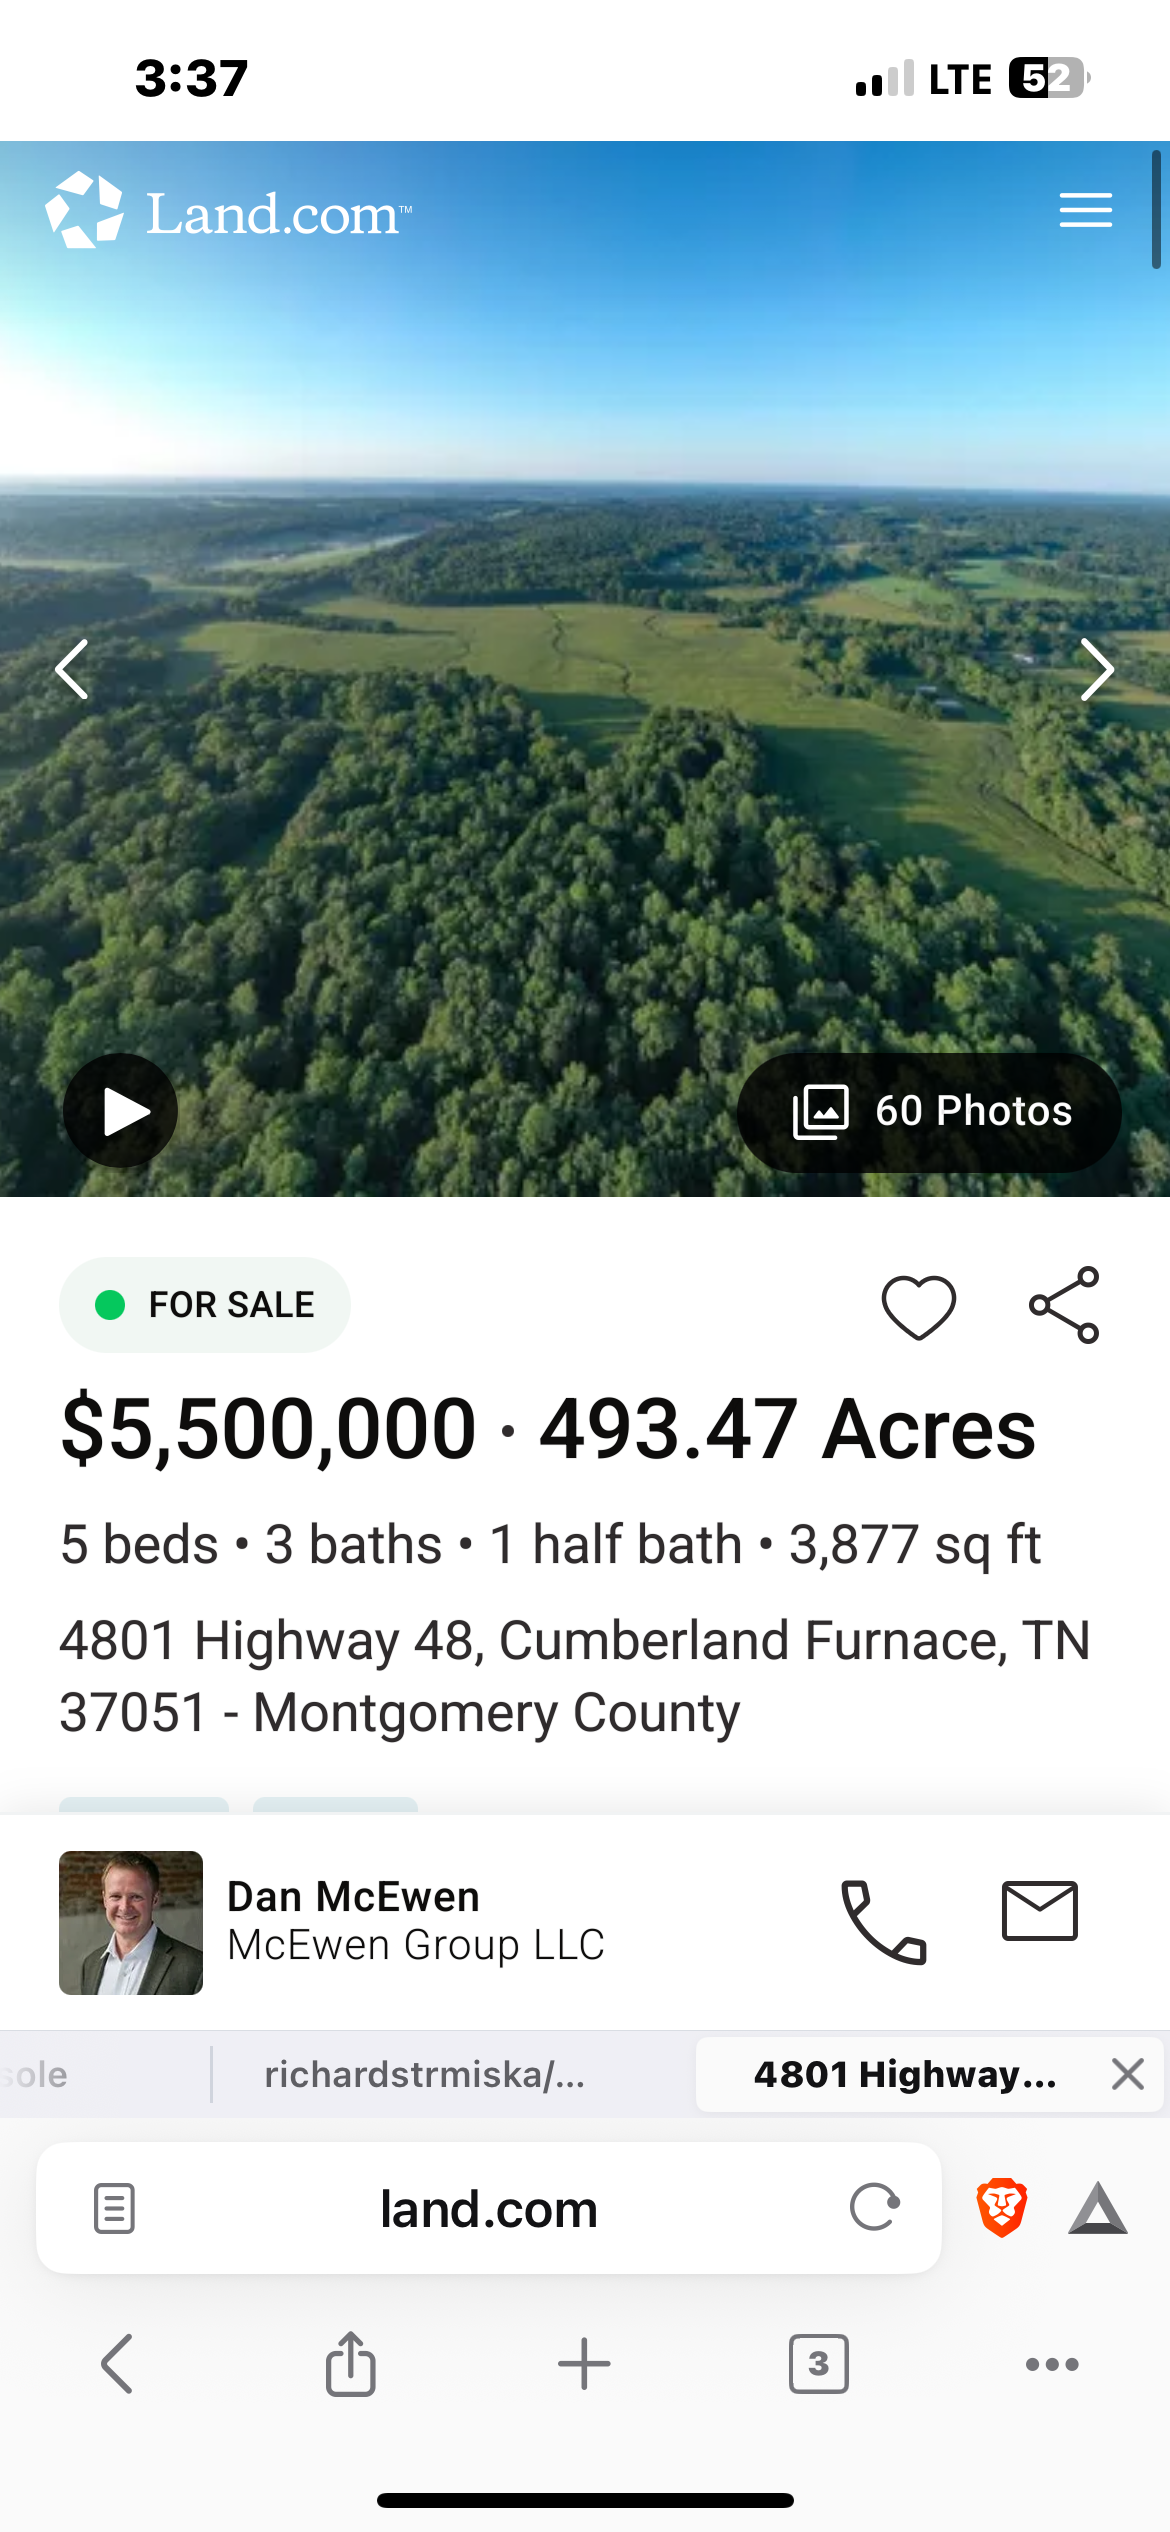 3:37
LTE 52
Land.com™
60 Photos
FOR SALE
$5,500,000 · 493.47 Acres
5 beds • 3 baths • 1 half bath • 3,877 sq ft
4801 Highway 48, Cumberland Furnace, TN
37051 - Montgomery County
Dan McEwen
McEwen Group LLC
sole
richardstrmiska/...
4801 Highway...
land.com
3